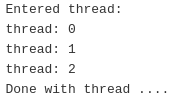 Entered thread:
thread: 0
thread: 1
thread: 2
Done with thread ....